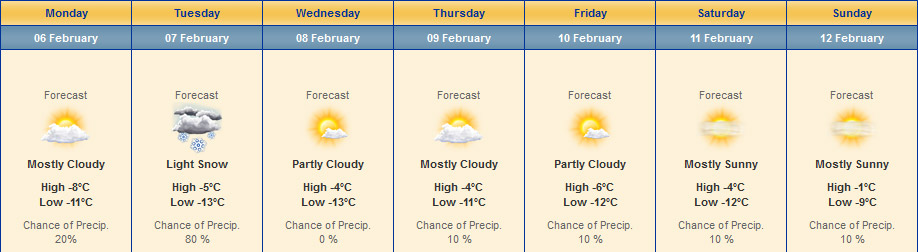 Monday
06 February
Forecast
Mostly Cloudy
High -8°C
Low -11°C
Chance of Precip.
20%
Tuesday
07 February
Forecast
Light Snow
High -5°C
Low -13°C
Chance of Precip.
80 %
Wednesday
08 February
Forecast
Partly Cloudy
High -4°C
Low -13°C
Chance of Precip.
0 %
Thursday
09 February
Forecast
Mostly Cloudy
High -4°C
Low -11°C
Chance of Precip.
10 %
Friday
10 February
Forecast
Partly Cloudy
High -6°C
Low -12°C
Chance of Precip.
10 %
Saturday
11 February
Forecast
Mostly Sunny
High -4°C
Low -12°C
Chance of Precip.
10 %
Sunday
12 February
Forecast
Mostly Sunny
High -1°C
Low -9°C
Chance of Precip.
10 %